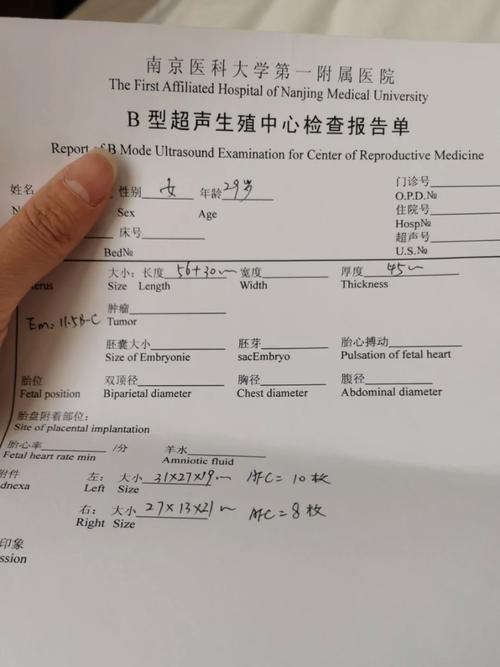 南京医科大学第一附属医院
The First Affiliated Hospital of Nanjing Medical University
B 型超声生殖中心检查报告单
Report of B Mode Ultrasound Examination for Center of Reproductive Medicine
姓名 性别 女 年龄 29岁 门诊号
Sex Age O.P.D.№
住院号
床号 Hosp№
超声号
Bed№ U.S.№
大小: 长度 56+30 宽度 厚度 45
Size Length Width Thickness
Em: 11.5B-C 肿瘤
Tumor
胚囊大小 胚芽 胎心搏动
Size of Embryonie sacEmbryo Pulsation of fetal heart
胎位 双顶径 胸径 腹径
Fetal position Biparietal diameter Chest diameter Abdominal diameter
胎盘附着部位:
Site of placental implantation
胎心率 /分 羊水
Fetal heart rate min Amniotic fluid
附件 左: 大小 31×27×19 AFC=10枚
dnexa Left Size
右: 大小 27×13×21 AFC=8枚
Right Size
印象
ssion